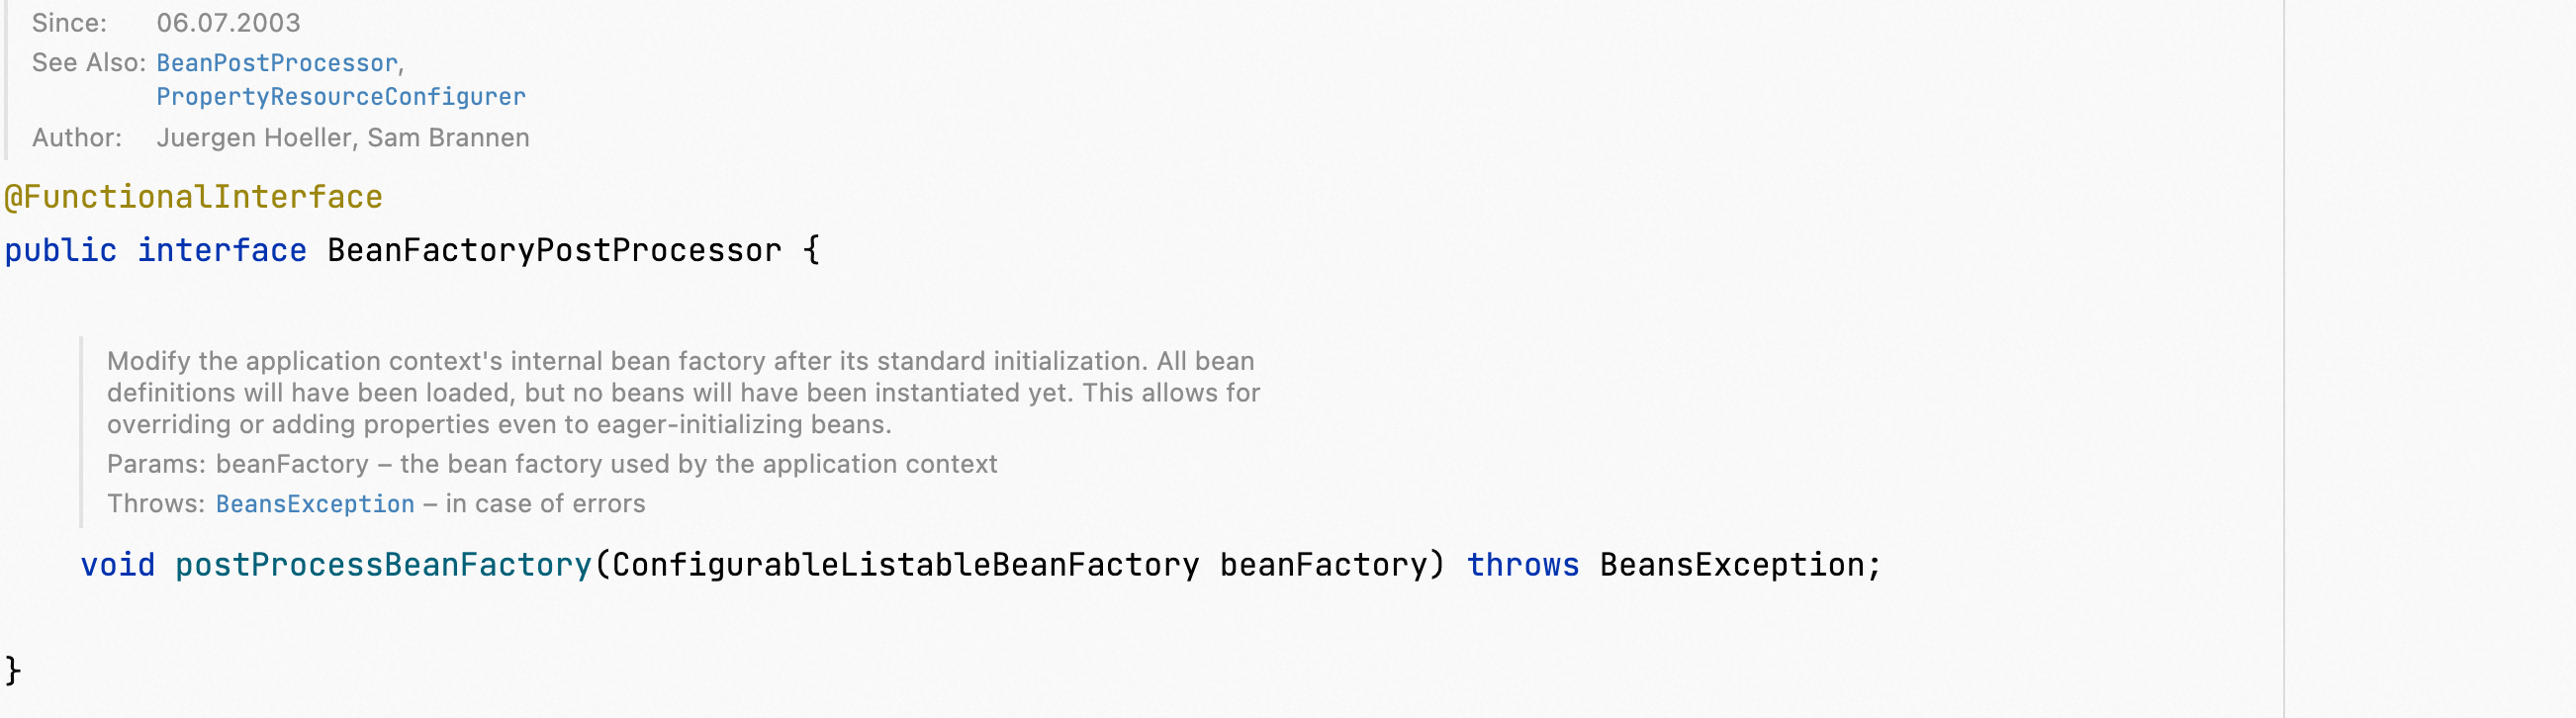 Since: 06.07.2003
See Also: BeanPostProcessor,
PropertyResourceConfigurer
Author: Juergen Hoeller, Sam Brannen
@FunctionalInterface
public interface BeanFactoryPostProcessor {
Modify the application context's internal bean factory after its standard initialization. All bean
definitions will have been loaded, but no beans will have been instantiated yet. This allows for
overriding or adding properties even to eager-initializing beans.
Params: beanFactory – the bean factory used by the application context
Throws: BeansException – in case of errors
void postProcessBeanFactory(ConfigurableListableBeanFactory beanFactory) throws BeansException;
}